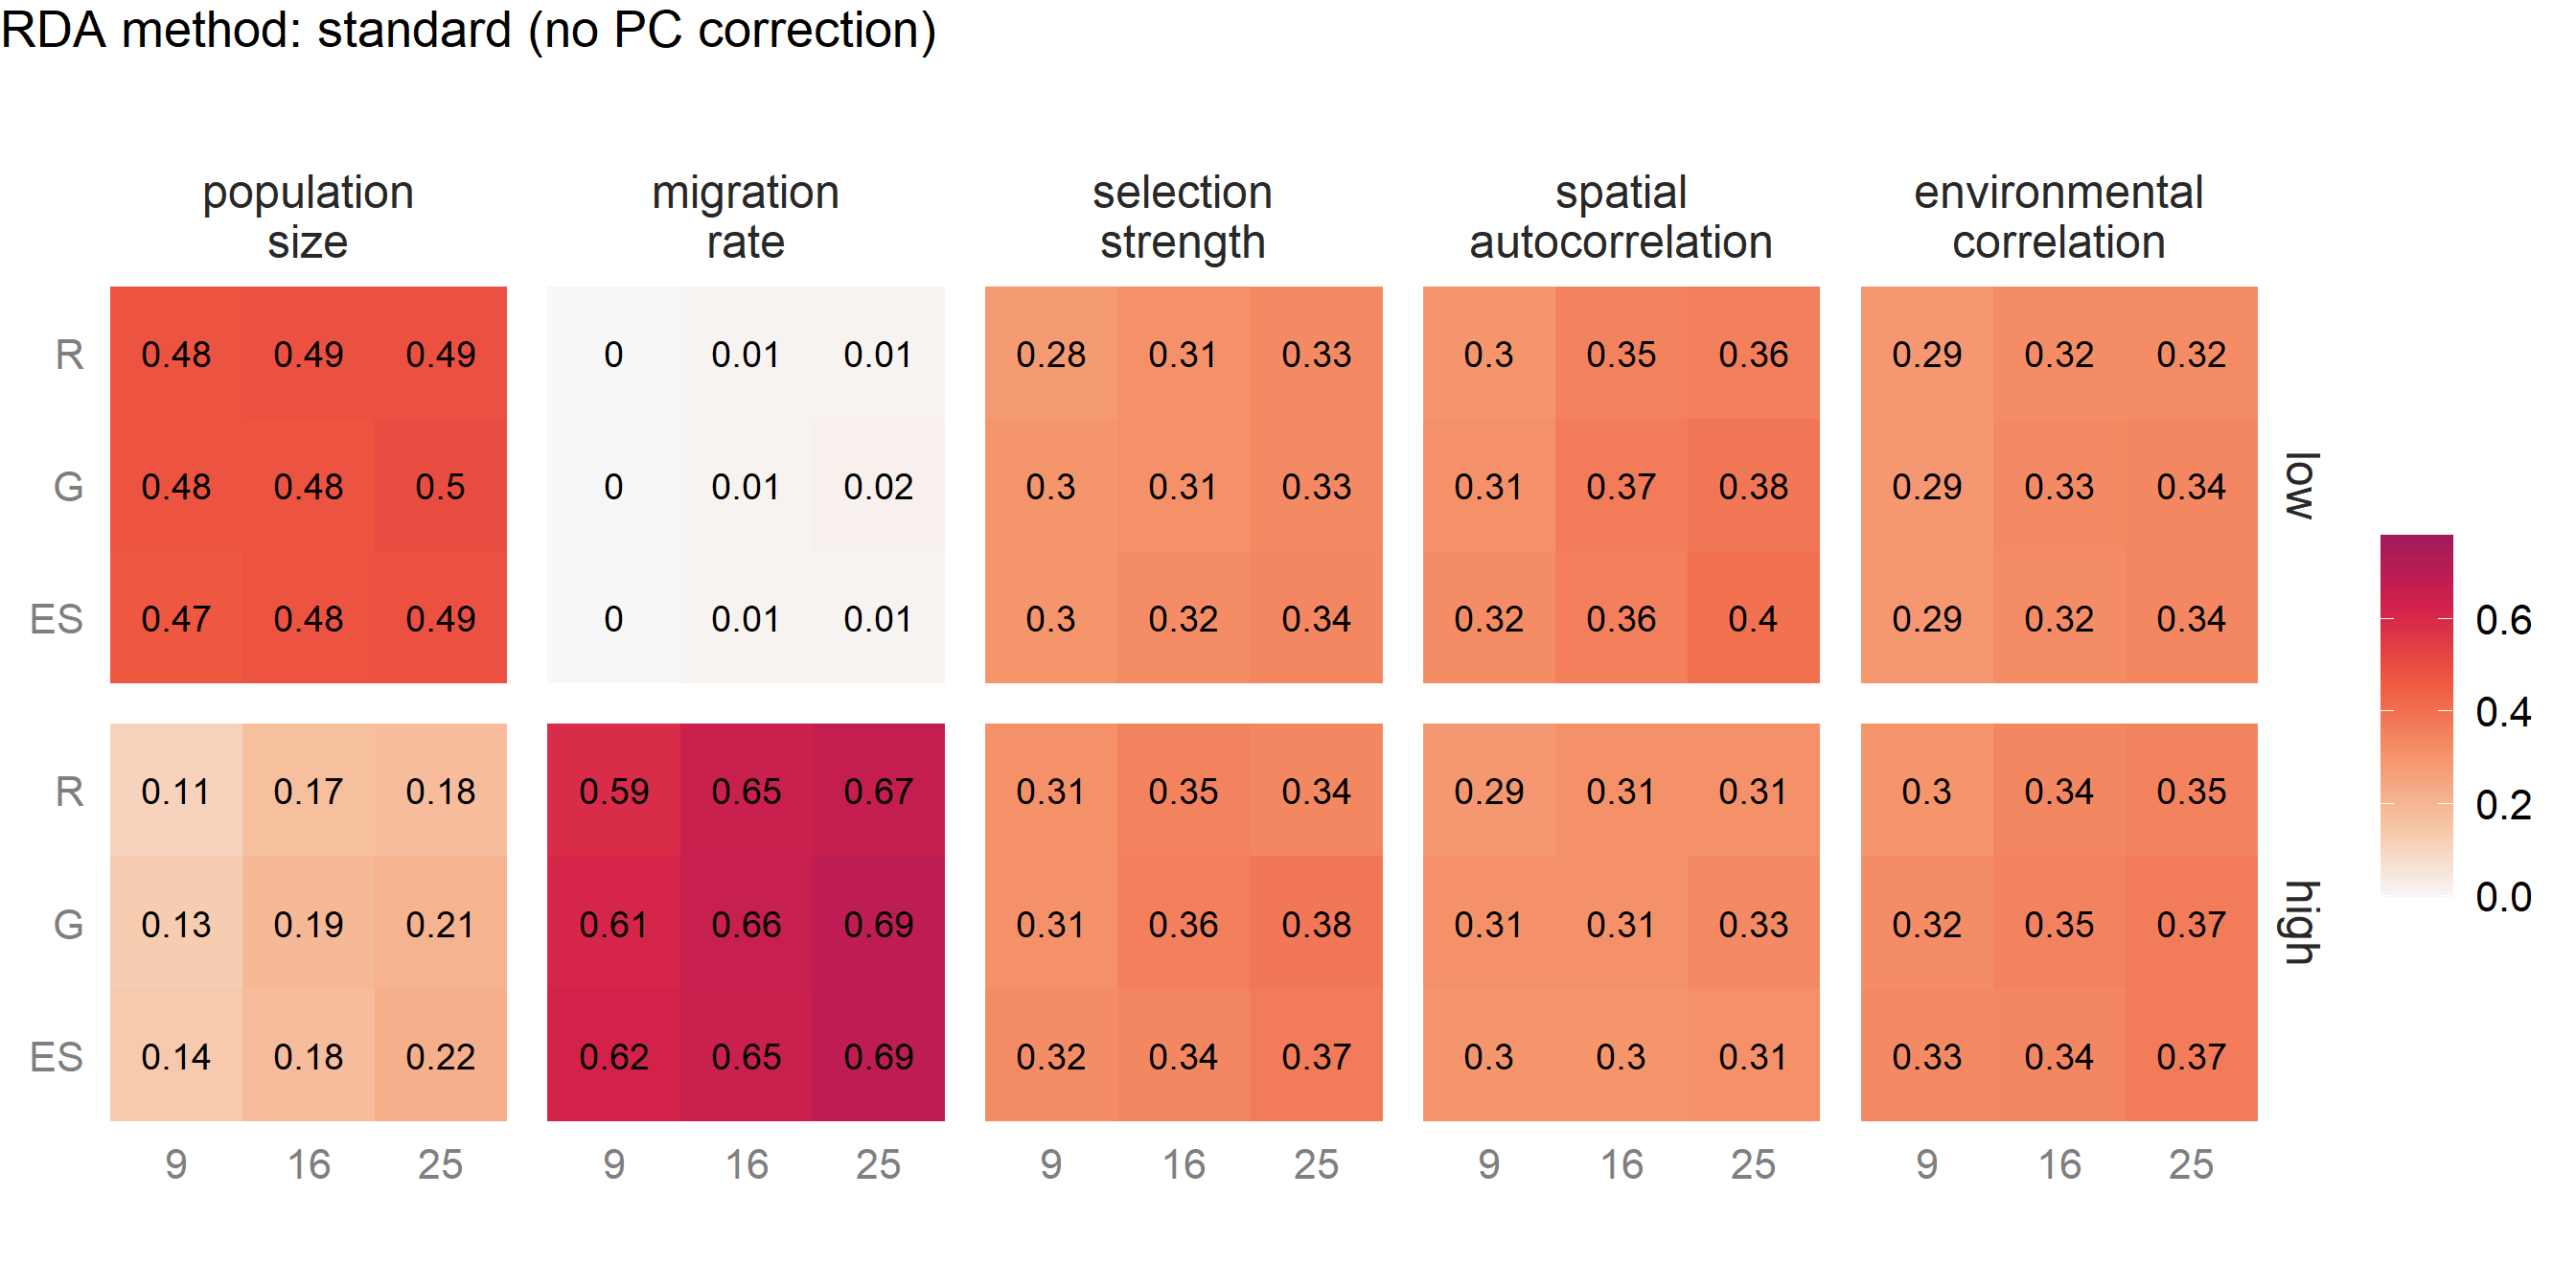 RDA method: standard (no PC correction)
population
size
migration
rate
selection
strength
spatial
autocorrelation
environmental
correlation
R 0.48 0.49 0.49 0 0.01 0.01 0.28 0.31 0.33 0.3 0.35 0.36 0.29 0.32 0.32
G 0.48 0.48 0.5 0 0.01 0.02 0.3 0.31 0.33 0.31 0.37 0.38 0.29 0.33 0.34
ES 0.47 0.48 0.49 0 0.01 0.01 0.3 0.32 0.34 0.32 0.36 0.4 0.29 0.32 0.34
low
R 0.11 0.17 0.18 0.59 0.65 0.67 0.31 0.35 0.34 0.29 0.31 0.31 0.3 0.34 0.35
G 0.13 0.19 0.21 0.61 0.66 0.69 0.31 0.36 0.38 0.31 0.31 0.33 0.32 0.35 0.37
ES 0.14 0.18 0.22 0.62 0.65 0.69 0.32 0.34 0.37 0.3 0.3 0.31 0.33 0.34 0.37
high
9 16 25 9 16 25 9 16 25 9 16 25 9 16 25
0.6
0.4
0.2
0.0